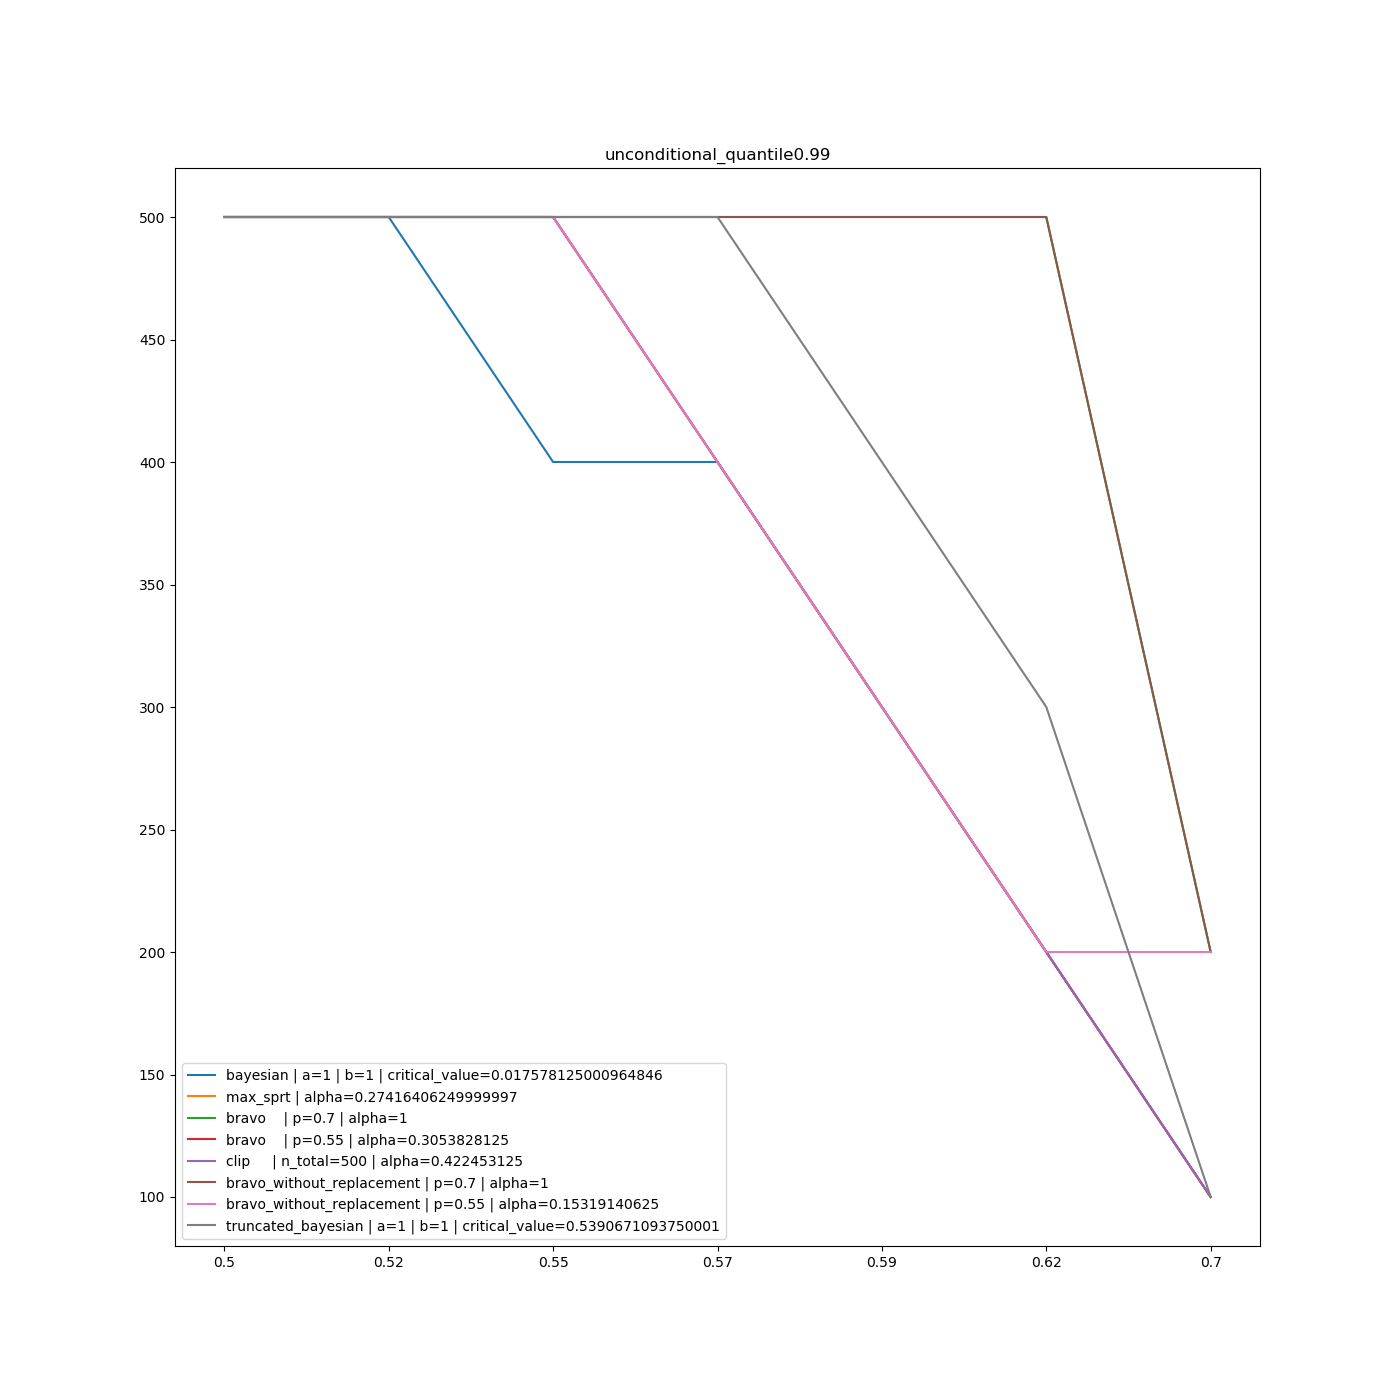 unconditional_quantile0.99
500
450
400
350
300
250
200
150
100
bayesian | a=1 | b=1 | critical_value=0.017578125000964846
max_sprt | alpha=0.27416406249999997
bravo    | p=0.7 | alpha=1
bravo    | p=0.55 | alpha=0.3053828125
clip     | n_total=500 | alpha=0.422453125
bravo_without_replacement | p=0.7 | alpha=1
bravo_without_replacement | p=0.55 | alpha=0.15319140625
truncated_bayesian | a=1 | b=1 | critical_value=0.5390671093750001
0.5 0.52 0.55 0.57 0.59 0.62 0.7